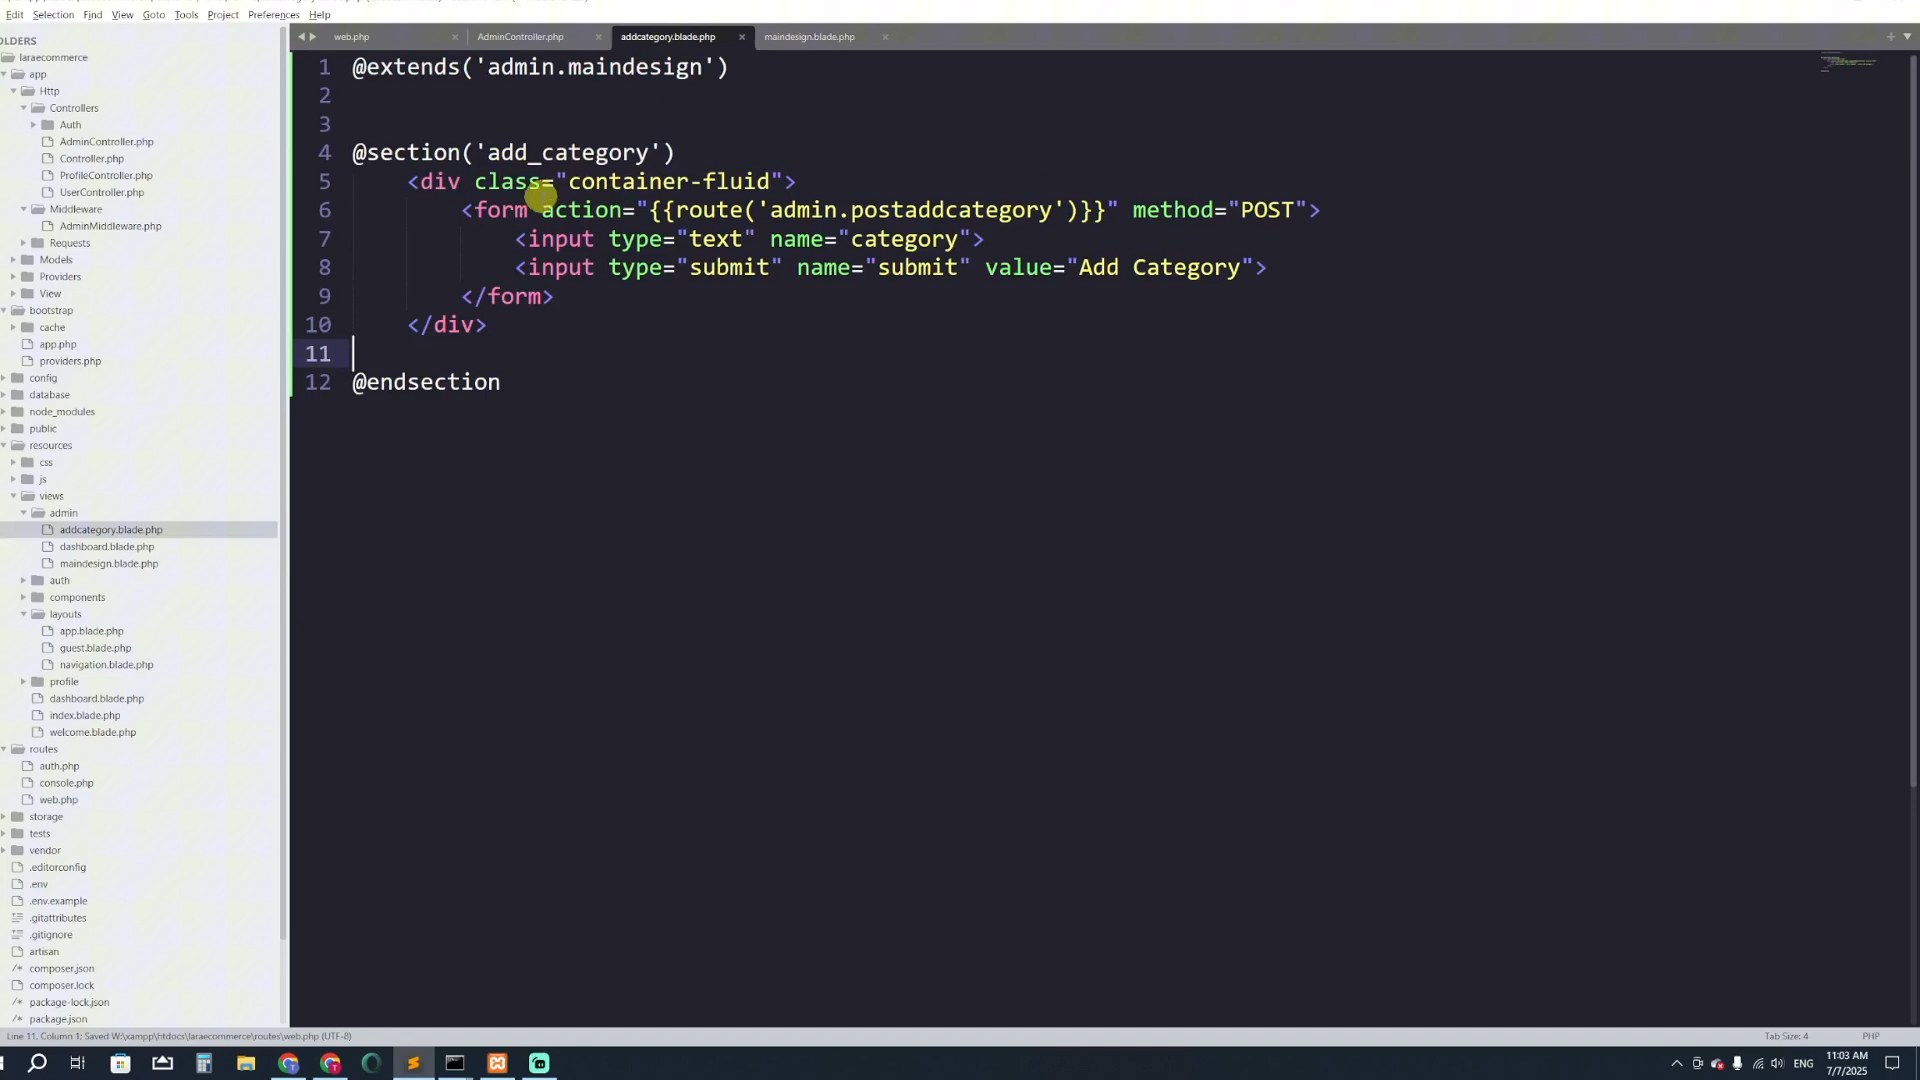 Edit Selection Find View Goto Tools Project Preferences Help
OLDERS
laraecommerce
app
Http
Controllers
Auth
AdminController.php
Controller.php
ProfileController.php
UserController.php
Middleware
AdminMiddleware.php
Requests
Models
Providers
View
bootstrap
cache
app.php
providers.php
config
database
node_modules
public
resources
css
js
views
admin
addcategory.blade.php
dashboard.blade.php
maindesign.blade.php
auth
components
layouts
app.blade.php
guest.blade.php
navigation.blade.php
profile
dashboard.blade.php
index.blade.php
welcome.blade.php
routes
auth.php
console.php
web.php
storage
tests
vendor
.editorconfig
.env
.env.example
.gitattributes
.gitignore
artisan
composer.json
composer.lock
package-lock.json
package.json
web.php AdminController.php addcategory.blade.php maindesign.blade.php
1 @extends('admin.maindesign')
2
3
4 @section('add_category')
5 <div class="container-fluid">
6 <form action="{{route('admin.postaddcategory')}}" method="POST">
7 <input type="text" name="category">
8 <input type="submit" name="submit" value="Add Category">
9 </form>
10 </div>
11
12 @endsection
Line 11, Column 1; Saved W:\xampp\htdocs\laraecommerce\routes\web.php (UTF-8) Tab Size: 4 PHP
ENG 11:03 AM
7/7/2025